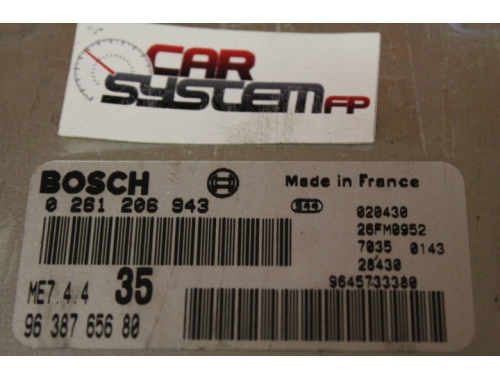 CAR
SYSTEM FP
BOSCH
Made in France
0 261 206 943
944
020430
26FM0952
7035 0143
28430
9645733380
ME7.4.4 35
96 387 656 80